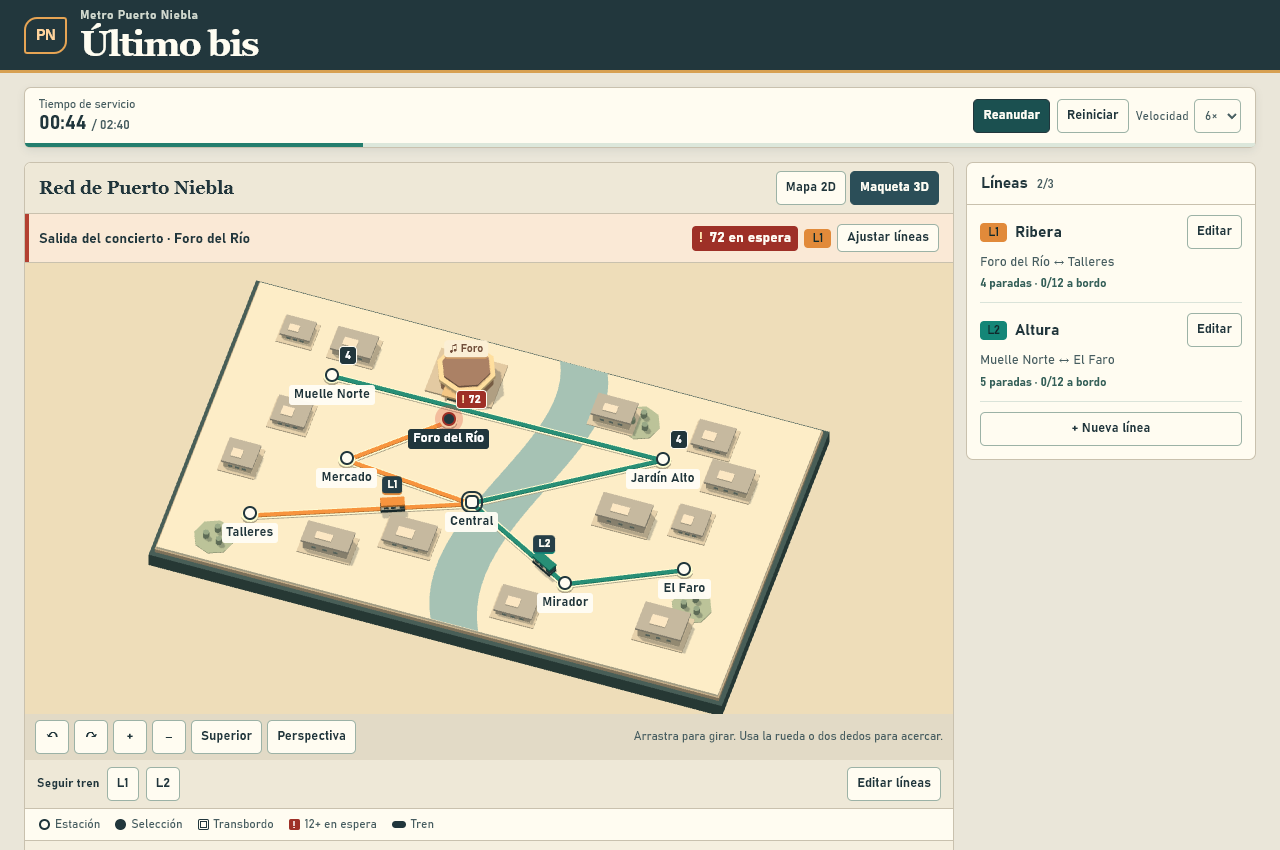 PN
Metro Puerto Niebla
Último bis
Tiempo de servicio
00:44 / 02:40
Reanudar
Reiniciar
Velocidad
6×
Red de Puerto Niebla
Mapa 2D
Maqueta 3D
Salida del concierto · Foro del Río
! 72 en espera
L1
Ajustar líneas
♫ Foro
4
Muelle Norte
! 72
Foro del Río
4
Jardín Alto
Mercado
L1
Central
Talleres
L2
Mirador
El Faro
+
–
Superior
Perspectiva
Arrastra para girar. Usa la rueda o dos dedos para acercar.
Seguir tren
L1
L2
Editar líneas
Estación
Selección
Transbordo
! 12+ en espera
Tren
Líneas 2/3
L1 Ribera
Editar
Foro del Río ↔ Talleres
4 paradas · 0/12 a bordo
L2 Altura
Editar
Muelle Norte ↔ El Faro
5 paradas · 0/12 a bordo
+ Nueva línea